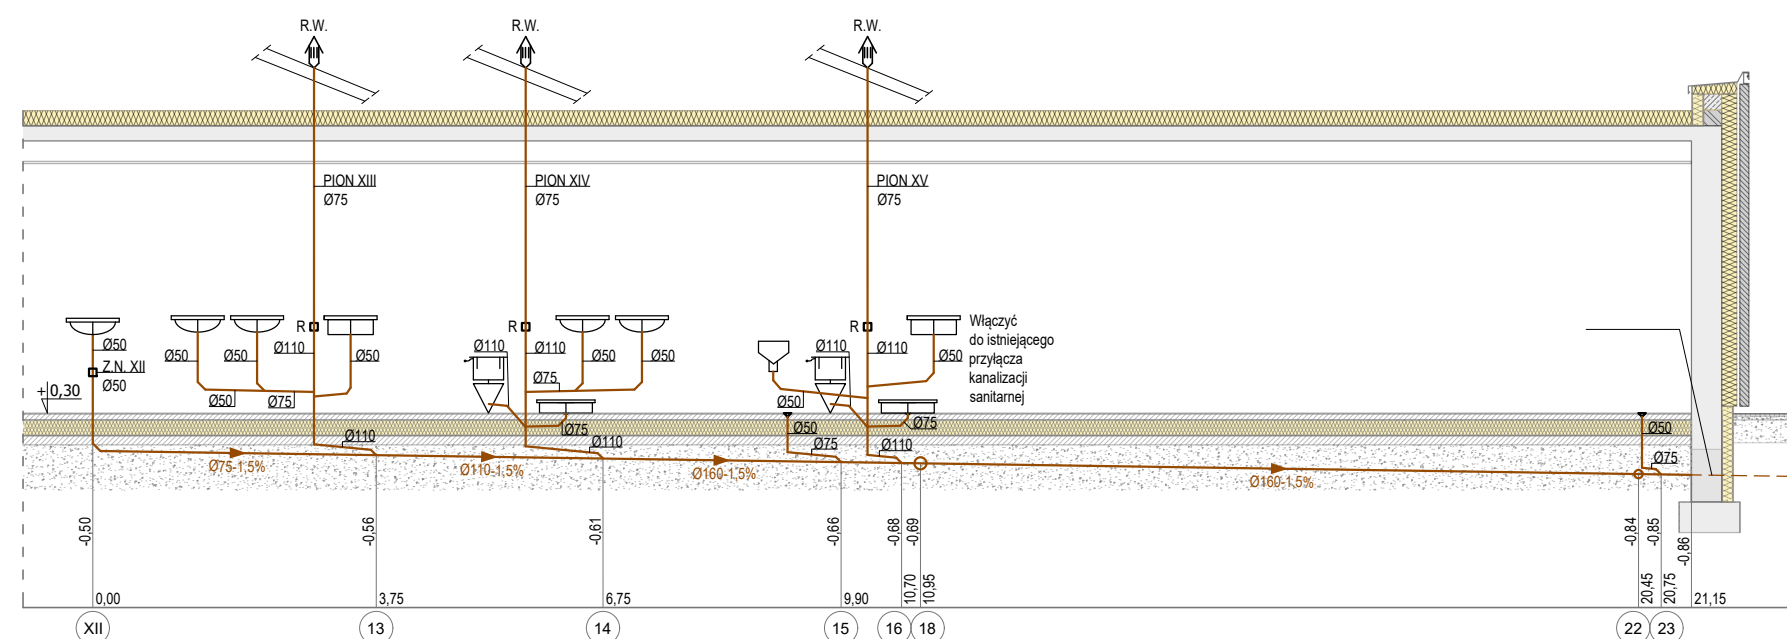 R.W.
R.W.
R.W.
PION XIII
Ø75
PION XIV
Ø75
PION XV
Ø75
R
R
R
Ø50
Z.N. XII
Ø50
+0,30
Ø50
Ø50
Ø110
Ø50
Ø50
Ø75
Ø110
Ø110
Ø110
Ø50
Ø50
Ø75
Ø75
Ø110
Ø110
Ø110
Ø50
Ø50
Ø75
Ø50
Ø75
Ø110
Włączyć
do istniejącego
przyłącza
kanalizacji
sanitarnej
Ø50
Ø75
Ø75-1,5%
Ø110-1,5%
Ø160-1,5%
Ø160-1,5%
-0,50
-0,56
-0,61
-0,66
-0,68
-0,69
-0,84
-0,85
-0,86
0,00
3,75
6,75
9,90
10,70
10,95
20,45
20,75
21,15
XII
13
14
15
16
18
22
23